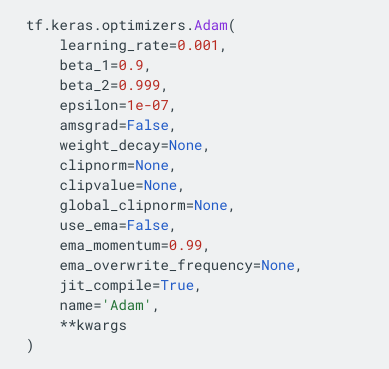 tf.keras.optimizers.Adam(
    learning_rate=0.001,
    beta_1=0.9,
    beta_2=0.999,
    epsilon=1e-07,
    amsgrad=False,
    weight_decay=None,
    clipnorm=None,
    clipvalue=None,
    global_clipnorm=None,
    use_ema=False,
    ema_momentum=0.99,
    ema_overwrite_frequency=None,
    jit_compile=True,
    name='Adam',
    **kwargs
)